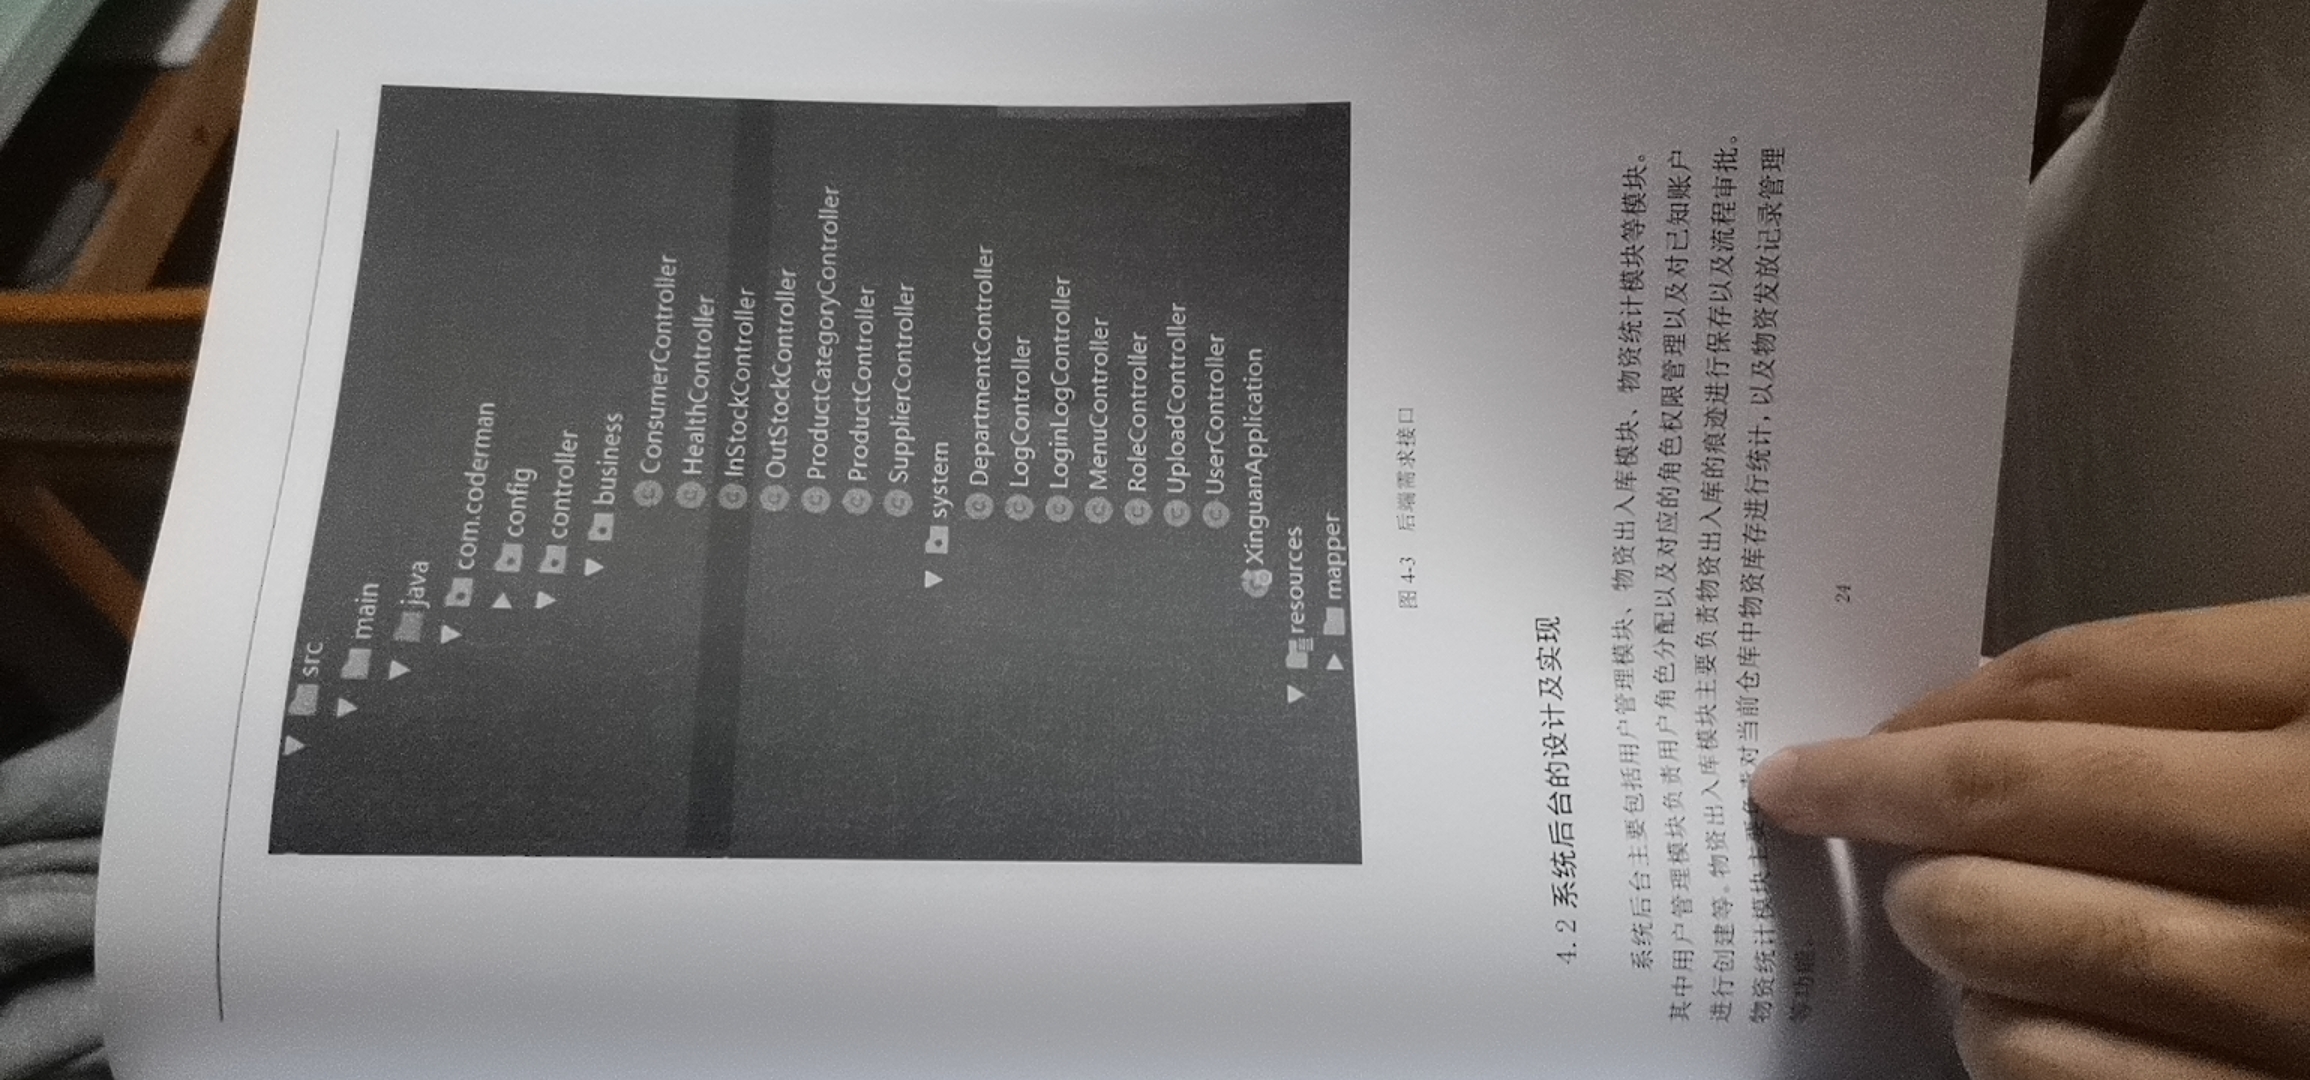 src
main
java
com.coderman
config
controller
business
ConsumerController
HealthController
InStockController
OutStockController
ProductCategoryController
ProductController
SupplierController
system
DepartmentController
LogController
LoginLogController
MenuController
RoleController
UploadController
UserController
XinguanApplication
resources
mapper
图 4-3 后端需求接口
4.2 系统后台的设计及实现
系统后台主要包括用户管理模块、物资出入库模块、物资统计模块等模块。
其中用户管理模块负责用户角色分配以及对应的角色权限管理以及对已知账户
进行创建等。物资出入库模块主要负责物资出入库的痕迹进行保存以及流程审批。
物资统计模块主要负责对当前仓库中物资库存进行统计，以及物资发放记录管理
等功能。
24